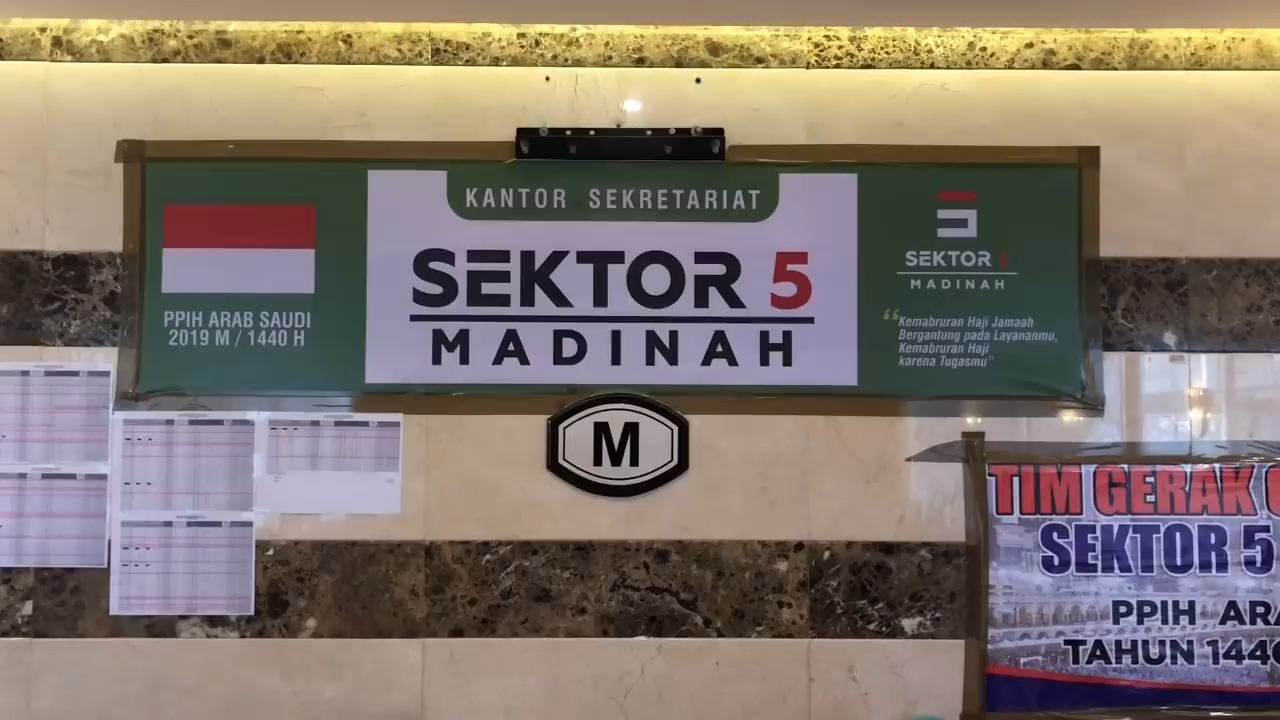 KANTOR SEKRETARIAT
SEKTOR 5
MADINAH
PPIH ARAB SAUDI
2019 M / 1440 H
SEKTOR 5
MADINAH
“Kemabruran Haji Jamaah
Bergantung pada Layananmu,
Kemabruran Haji
karena Tugasmu”
M
TIM GERAK
SEKTOR 5
PPIH ARA
TAHUN 1440